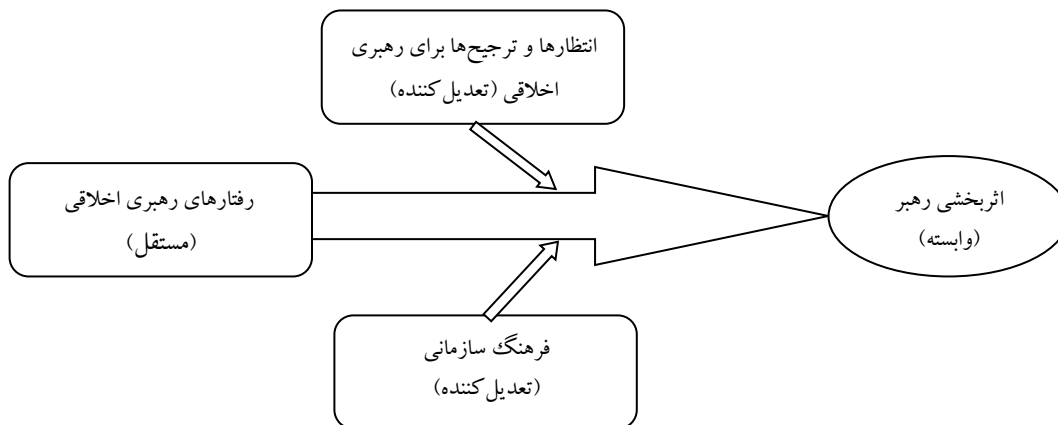 انتظارها و ترجیح‌ها برای رهبری
اخلاقی (تعدیل‌کننده)
رفتارهای رهبری اخلاقی
(مستقل)
اثربخشی رهبر
(وابسته)
فرهنگ سازمانی
(تعدیل‌کننده)